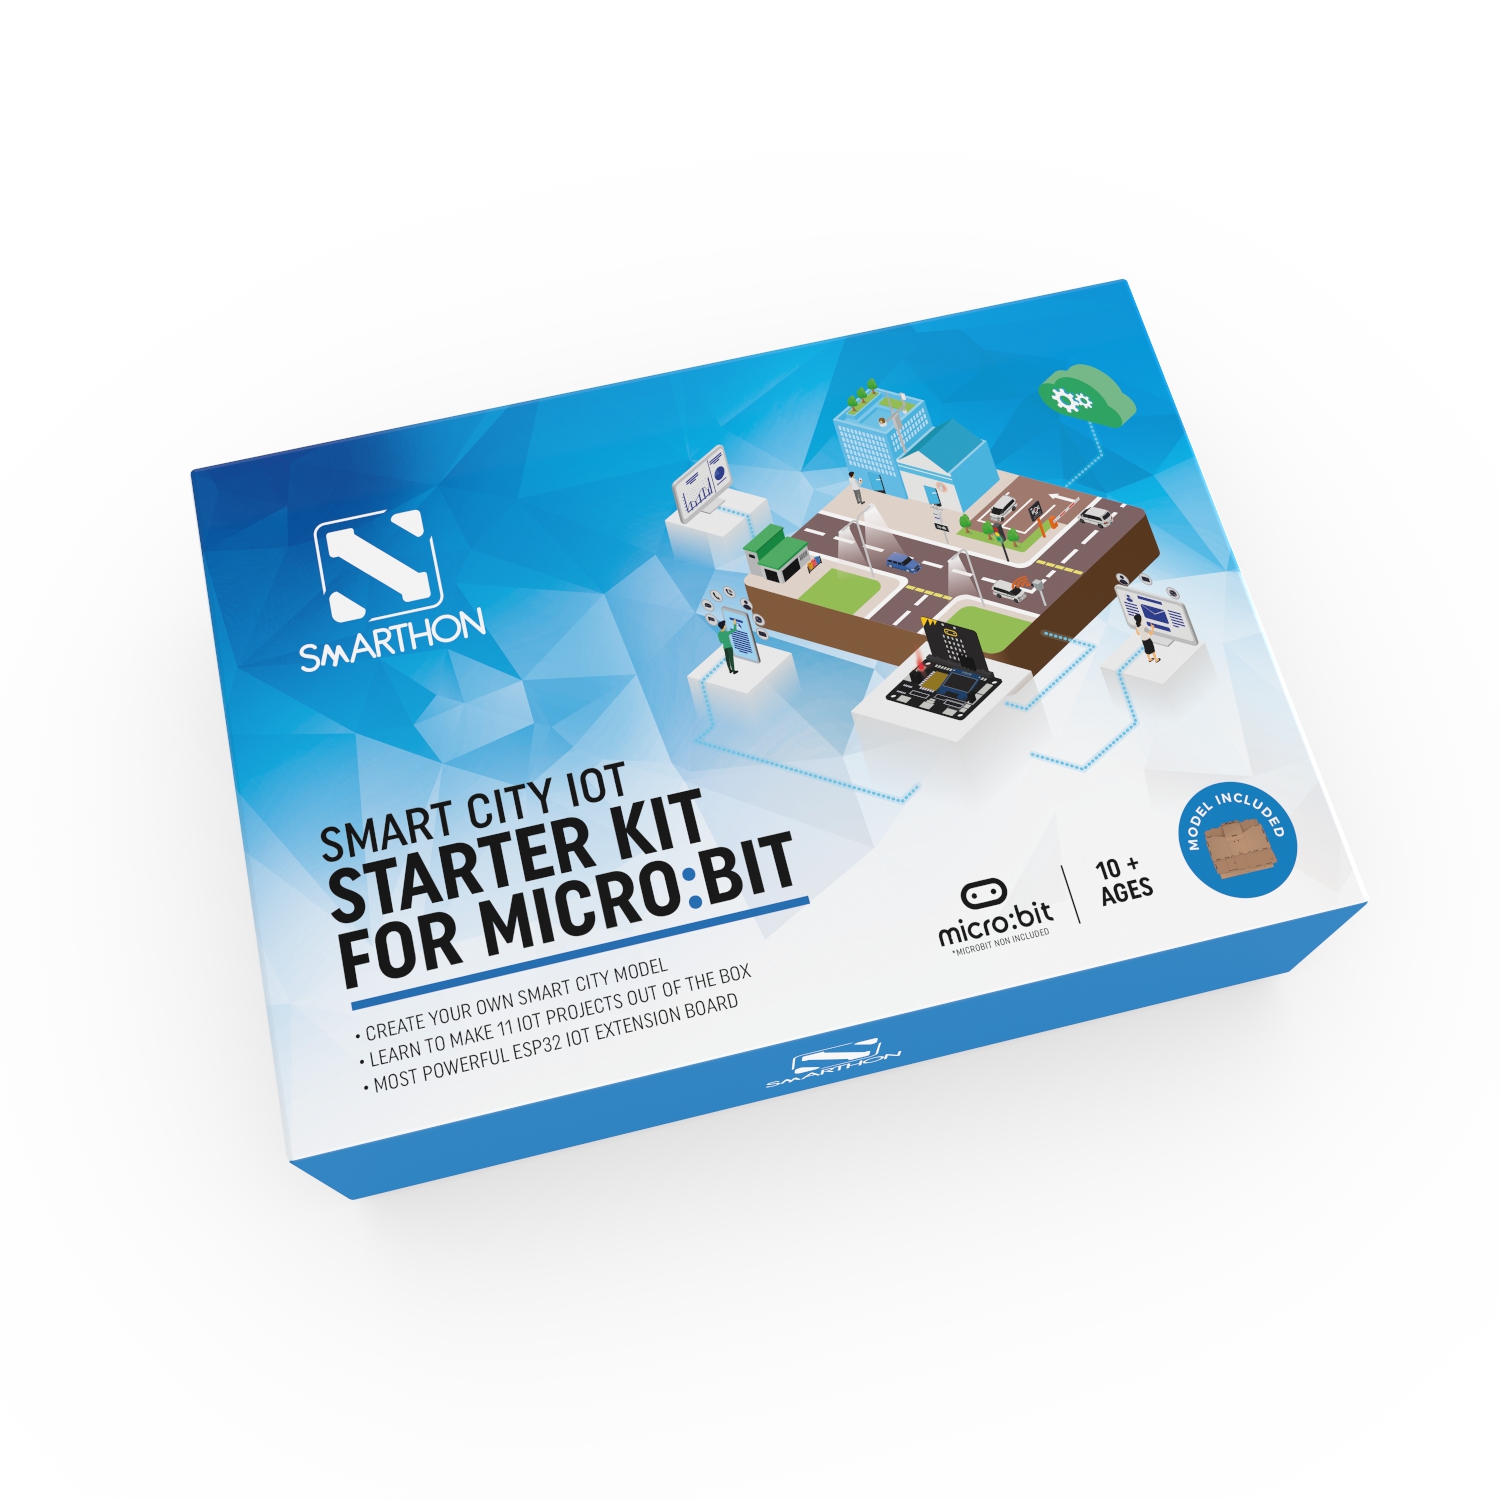 SMARTHON
SMART CITY IOT
STARTER KIT
FOR MICRO:BIT
• CREATE YOUR OWN SMART CITY MODEL
• LEARN TO MAKE 11 IOT PROJECTS OUT OF THE BOX
• MOST POWERFUL ESP32 IOT EXTENSION BOARD
micro:bit
*MICROBIT NON INCLUDED
10 +
AGES
MODEL INCLUDED
SMARTHON